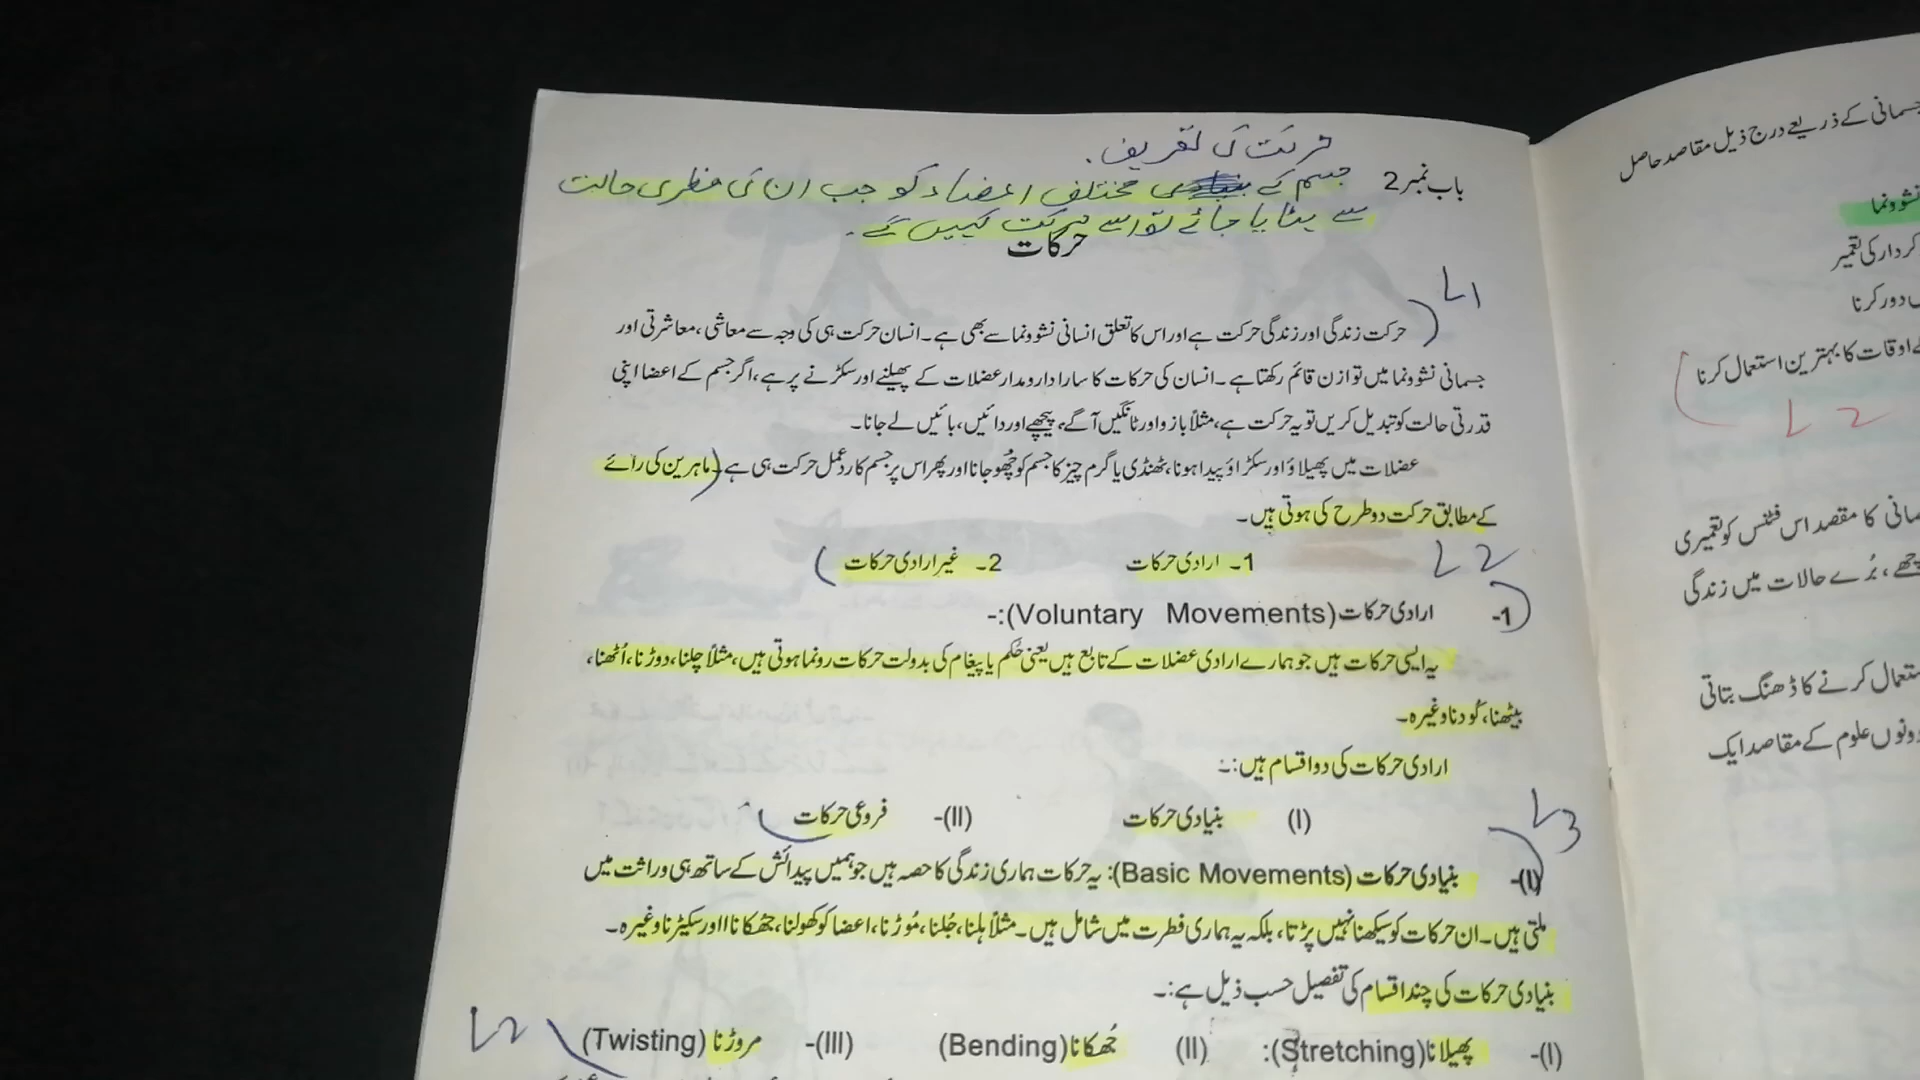 حرکت کی تعریف۔
باب نمبر 2
جسم کے مختلف اعضاء کو جب ان کی فطری حالت
سے ہٹایا جائے تو اسے حرکت کہیں گے۔
حرکات
L1
حرکت زندگی اور زندگی حرکت ہے اور اس کا تعلق انسانی نشوونما سے بھی ہے۔ انسان حرکت ہی کی وجہ سے معاشی، معاشرتی اور
جسمانی نشوونما میں توازن قائم رکھتا ہے۔ انسان کی حرکات کا سارا دارومدار عضلات کے پھیلنے اور سکڑنے پر ہے، اگر جسم کے اعضا اپنی
قدرتی حالت کو تبدیل کریں تو یہ حرکت ہے، مثلاً بازو اور ٹانگیں آگے، پیچھے اور دائیں، بائیں لے جانا۔
عضلات میں پھیلاؤ اور سکڑاؤ پیدا ہونا، ٹھنڈی یا گرم چیز کا جسم کو چُھو جانا اور پھر اس پر جسم کا ردِعمل حرکت ہی ہے۔ ماہرین کی رائے
کے مطابق حرکت دو طرح کی ہوتی ہیں۔
1۔ ارادی حرکات 2۔ غیر ارادی حرکات
L2
1- ارادی حرکات (Voluntary Movements):-
یہ ایسی حرکات ہیں جو ہمارے ارادی عضلات کے تابع ہیں یعنی حُکم یا پیغام کی بدولت حرکات رونما ہوتی ہیں، مثلاً چلنا، دوڑنا، اُٹھنا،
بیٹھنا، کُودنا وغیرہ۔
ارادی حرکات کی دو اقسام ہیں:۔
(I) بنیادی حرکات (II)- فروعی حرکات
L3
(I)- بنیادی حرکات (Basic Movements): یہ حرکات ہماری زندگی کا حصہ ہیں جو ہمیں پیدائش کے ساتھ ہی وراثت میں
ملتی ہیں۔ ان حرکات کو سیکھنا نہیں پڑتا، بلکہ یہ ہماری فطرت میں شامل ہیں۔ مثلاً ہلنا، جُلنا، مُوڑنا، اعضا کو کھولنا، جھکانا اور سکیڑنا وغیرہ۔
بنیادی حرکات کی چند اقسام کی تفصیل حسب ذیل ہے:۔
(I)- پھیلانا (Stretching): (II) جُھکانا (Bending) (III)- مروڑنا (Twisting)
L2
جسمانی کے ذریعے درج ذیل مقاصد حاصل
نشوونما
کردار کی تعمیر
دور کرنا
اوقات کا بہترین استعمال کرنا
L2
کا مقصد اس فٹنس کو تعمیری
بُرے حالات میں زندگی
کرنے کا ڈھنگ بتاتی
علوم کے مقاصد ایک